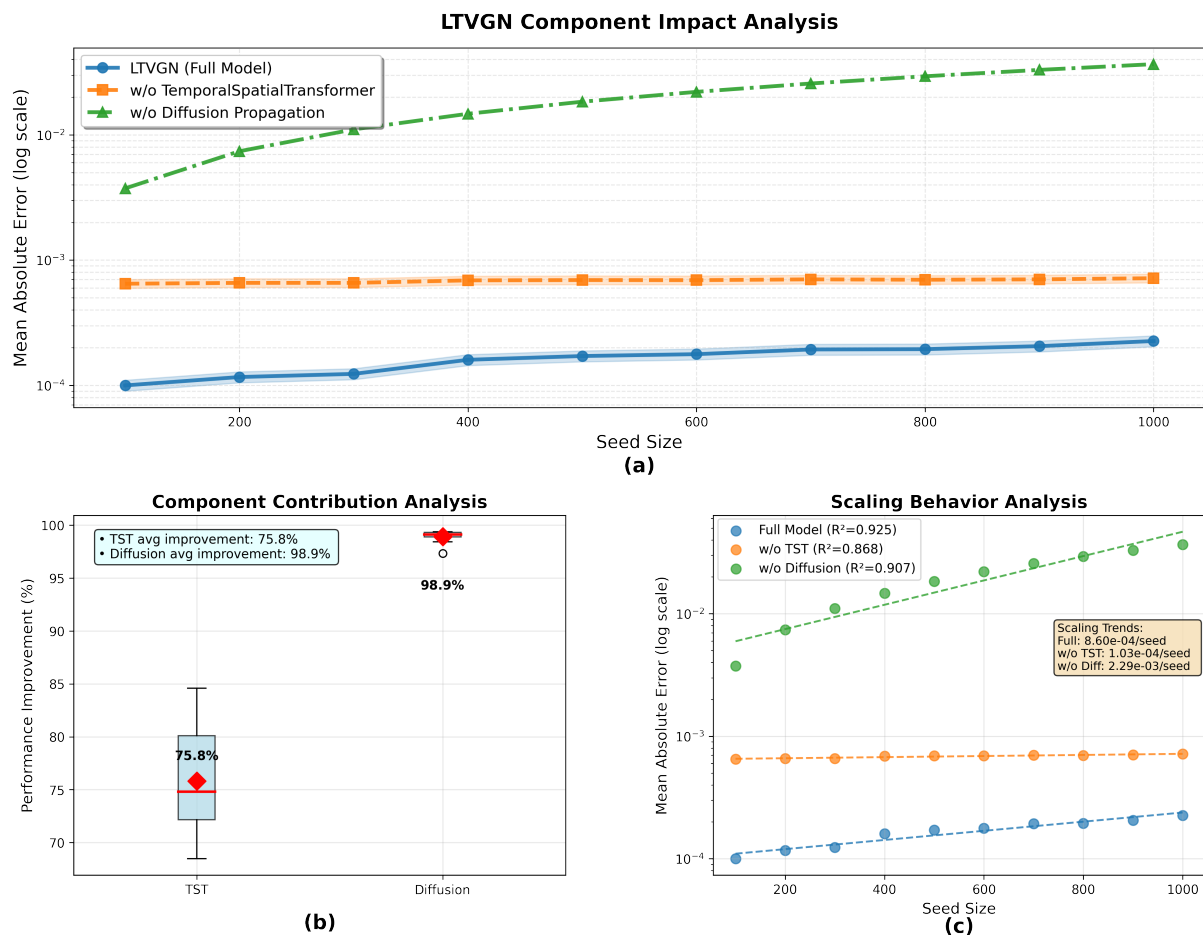 LTVGN Component Impact Analysis
Mean Absolute Error (log scale)
LTVGN (Full Model)
w/o TemporalSpatialTransformer
w/o Diffusion Propagation
10⁻²
10⁻³
10⁻⁴
200 400 600 800 1000
Seed Size
(a)
Component Contribution Analysis
Performance Improvement (%)
• TST avg improvement: 75.8%
• Diffusion avg improvement: 98.9%
100
95
90
85
80
75
70
98.9%
75.8%
TST Diffusion
(b)
Scaling Behavior Analysis
Mean Absolute Error (log scale)
Full Model (R²=0.925)
w/o TST (R²=0.868)
w/o Diffusion (R²=0.907)
Scaling Trends:
Full: 8.60e-04/seed
w/o TST: 1.03e-04/seed
w/o Diff: 2.29e-03/seed
10⁻²
10⁻³
10⁻⁴
200 400 600 800 1000
Seed Size
(c)